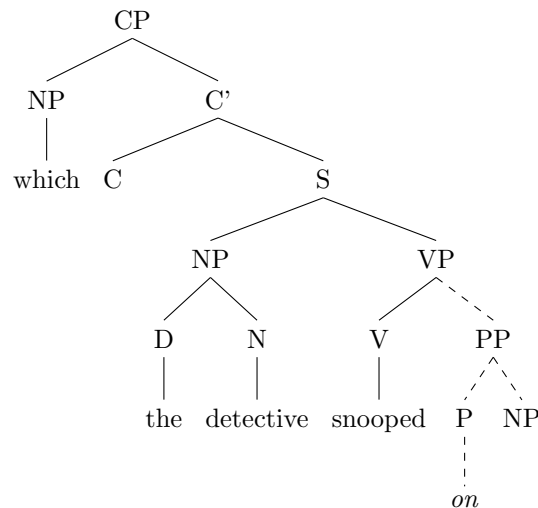 CP
NP C'
which C S
NP VP
D N V PP
the detective snooped P NP
on